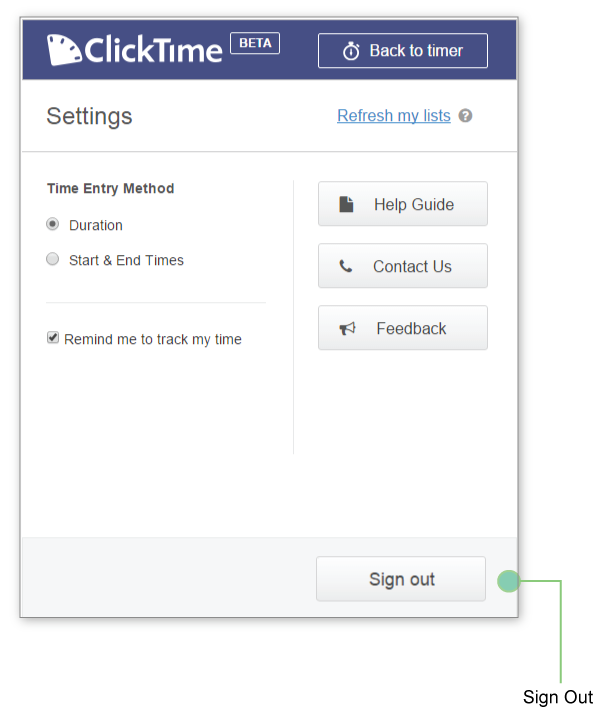 ClickTime BETA
Back to timer
Settings
Refresh my lists ?
Time Entry Method
Duration
Start & End Times
Remind me to track my time
Help Guide
Contact Us
Feedback
Sign out
Sign Out